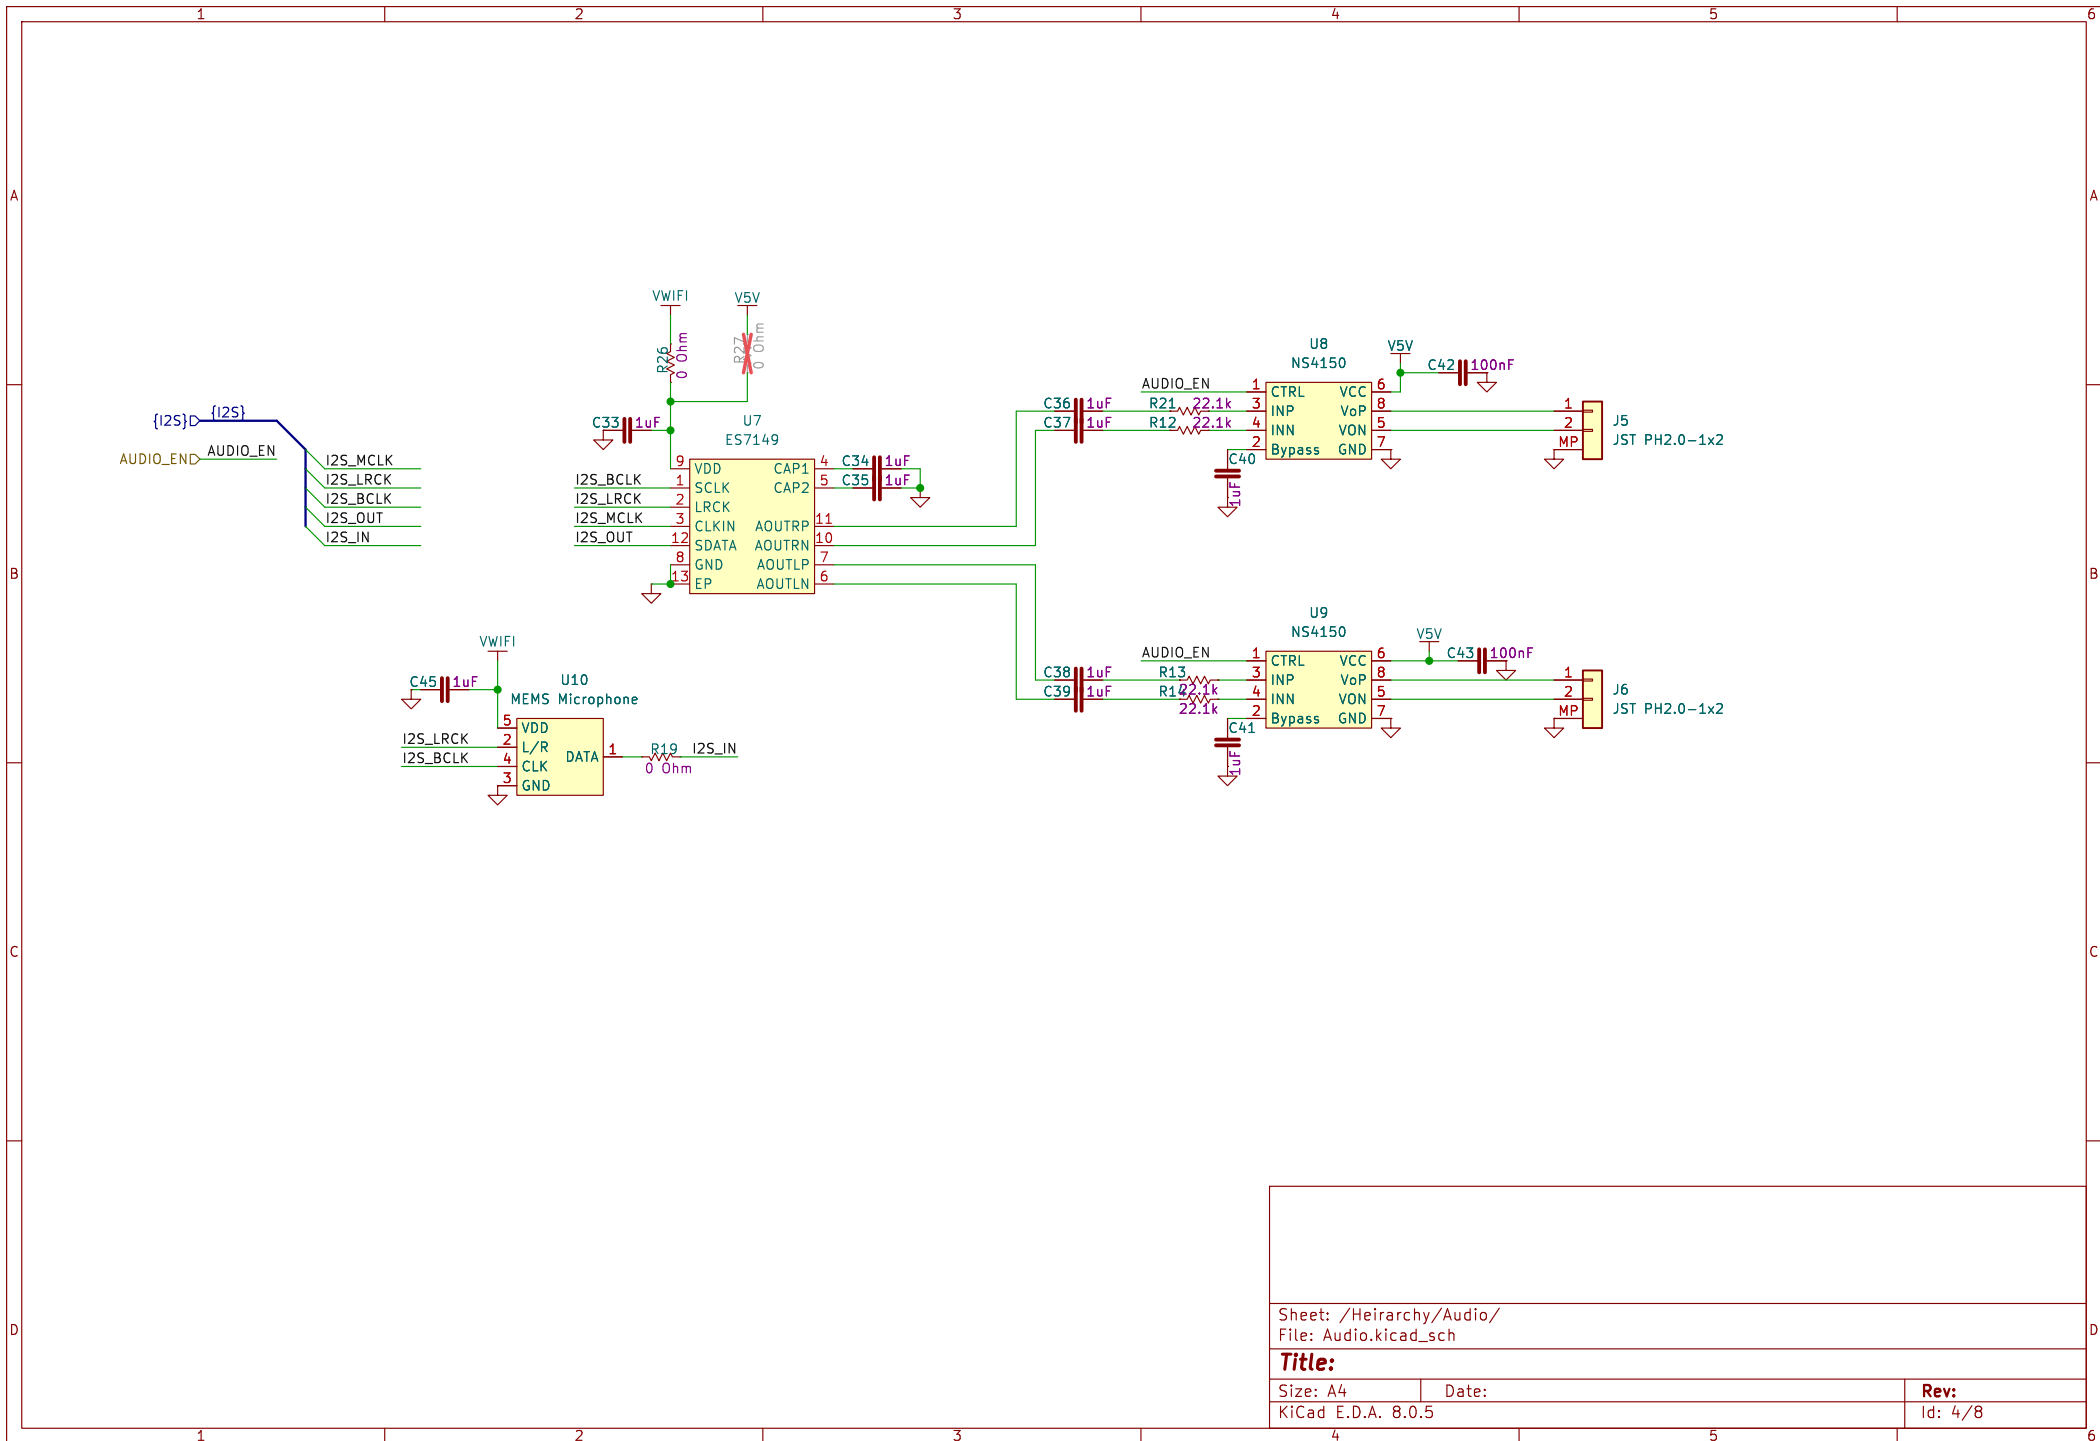 1 2 3 4 5 6
A A
B B
C C
D D
{I2S} {I2S}
AUDIO_EN AUDIO_EN
I2S_MCLK
I2S_LRCK
I2S_BCLK
I2S_OUT
I2S_IN
VWIFI V5V
R26 0 Ohm
R27 0 Ohm
C33 1uF
U7
ES7149
I2S_BCLK
I2S_LRCK
I2S_MCLK
I2S_OUT
9 VDD CAP1 4
1 SCLK CAP2 5
2 LRCK
3 CLKIN AOUTRP 11
12 SDATA AOUTRN 10
8 GND AOUTLP 7
13 EP AOUTLN 6
C34 1uF
C35 1uF
C36 1uF R21 22.1k
C37 1uF R12 22.1k
AUDIO_EN
U8
NS4150
1 CTRL VCC 6
3 INP VoP 8
4 INN VON 5
2 Bypass GND 7
C40 1uF
V5V
C42 100nF
1
2
MP
J5
JST PH2.0-1x2
VWIFI
C45 1uF
U10
MEMS Microphone
I2S_LRCK
I2S_BCLK
5 VDD
2 L/R
4 CLK
3 GND
DATA 1
R19 I2S_IN
0 Ohm
AUDIO_EN
C38 1uF R13 22.1k
C39 1uF R14 22.1k
U9
NS4150
1 CTRL VCC 6
3 INP VoP 8
4 INN VON 5
2 Bypass GND 7
C41 1uF
V5V
C43 100nF
1
2
MP
J6
JST PH2.0-1x2
Sheet: /Heirarchy/Audio/
File: Audio.kicad_sch
Title:
Size: A4 Date: Rev:
KiCad E.D.A. 8.0.5 Id: 4/8
1 2 3 4 5 6